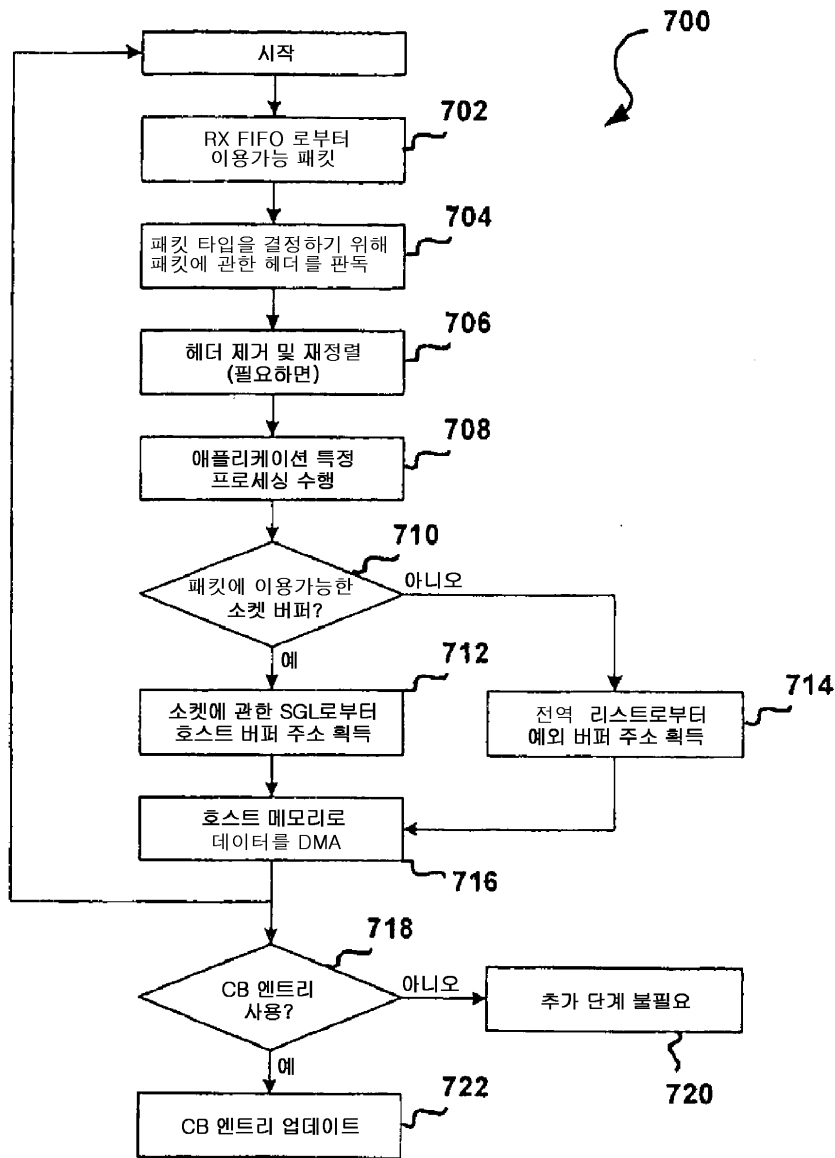 700
시작
702
RX FIFO 로부터
이용가능 패킷
704
패킷 타입을 결정하기 위해
패킷에 관한 헤더를 판독
706
헤더 제거 및 재정렬
(필요하면)
708
애플리케이션 특정
프로세싱 수행
710
패킷에 이용가능한
소켓 버퍼?
아니오
예
712
소켓에 관한 SGL로부터
호스트 버퍼 주소 획득
714
전역 리스트로부터
예외 버퍼 주소 획득
호스트 메모리로
데이터를 DMA
716
718
CB 엔트리
사용?
아니오
추가 단계 불필요
720
예
722
CB 엔트리 업데이트